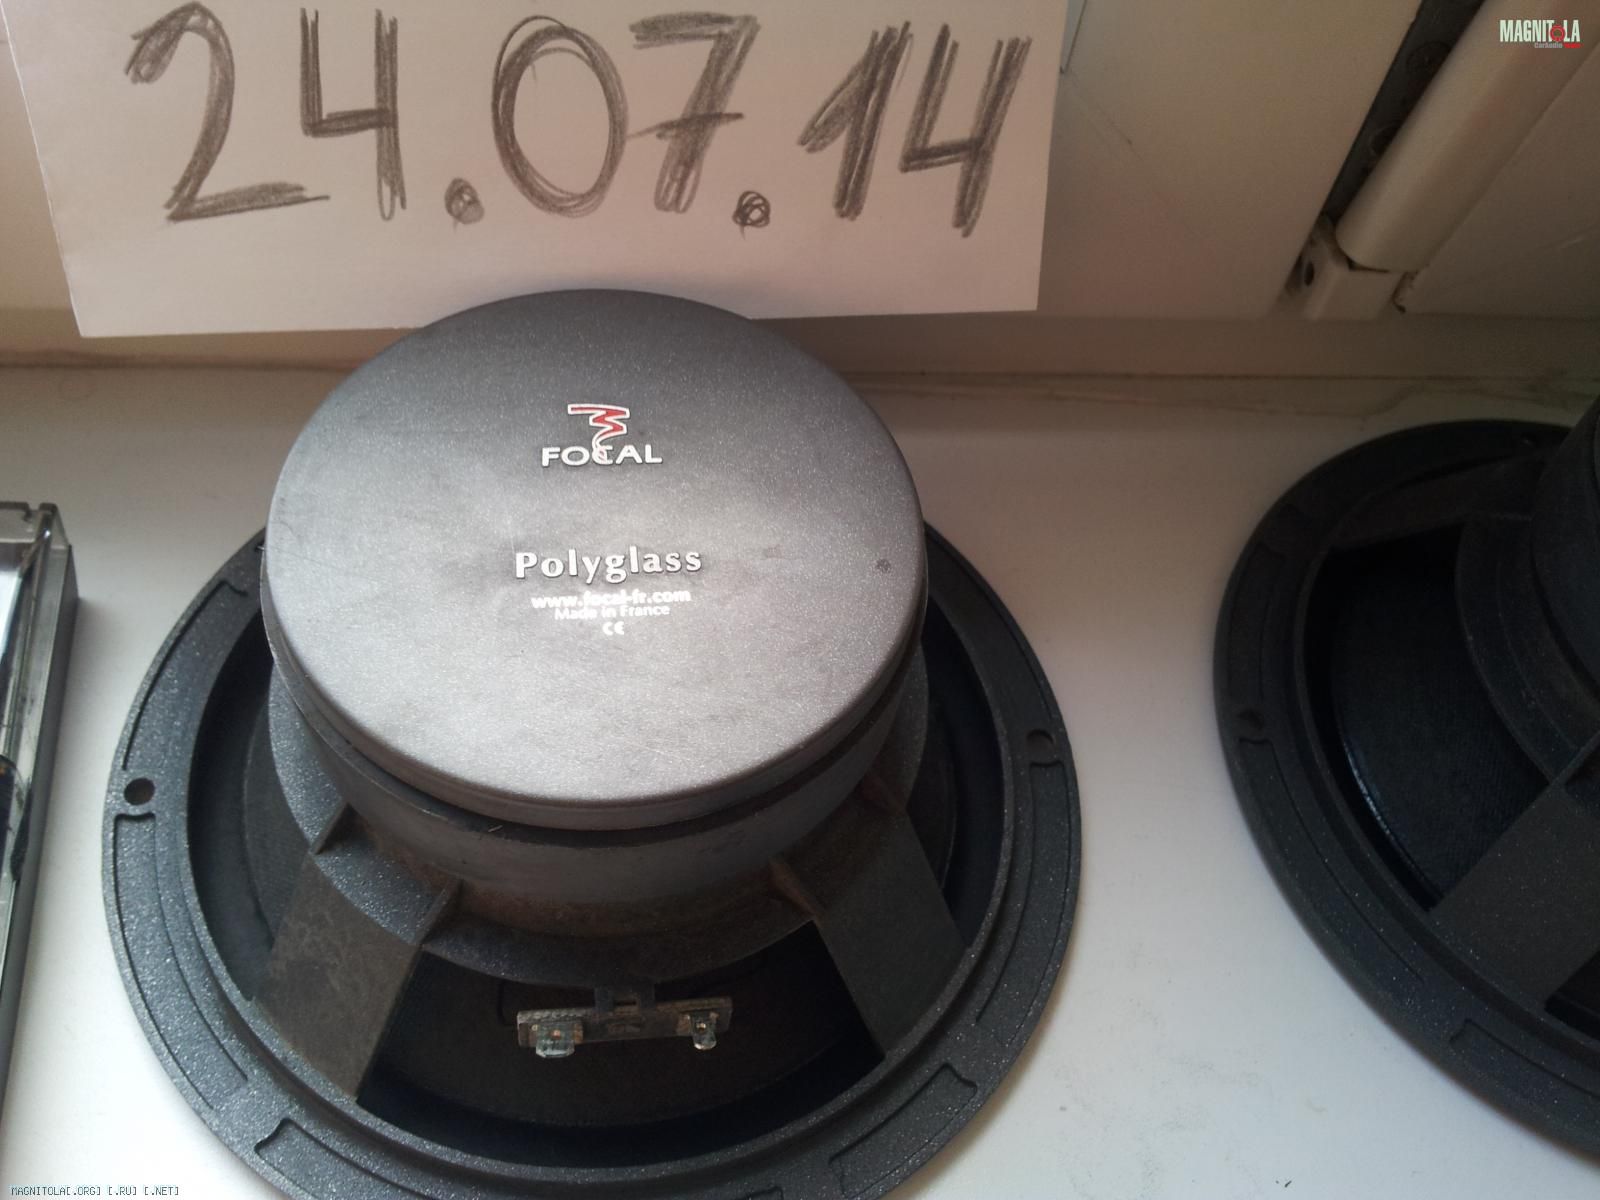 MAGNITOLA
24.07.14
FOCAL
Polyglass
www.focal-fr.com
Made in France
CE
MAGNITOLA[.ORG] [.RU] [.NET]